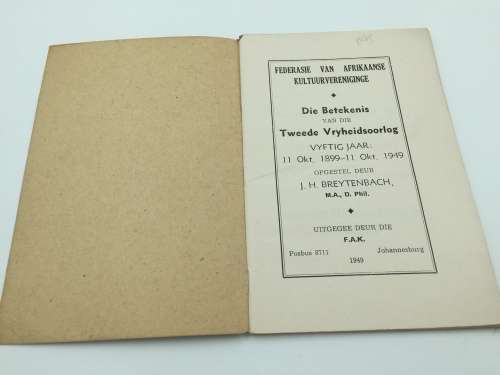 FEDERASIE VAN AFRIKAANSE
KULTUURVERENIGINGE
Die Betekenis
VAN DIE
Tweede Vryheidsoorlog
VYFTIG JAAR:
11 Okt. 1899–11 Okt. 1949
OPGESTEL DEUR
J. H. BREYTENBACH,
M.A., D. Phil.
UITGEGEE DEUR DIE
F.A.K.
Posbus 8711 Johannesburg
1949